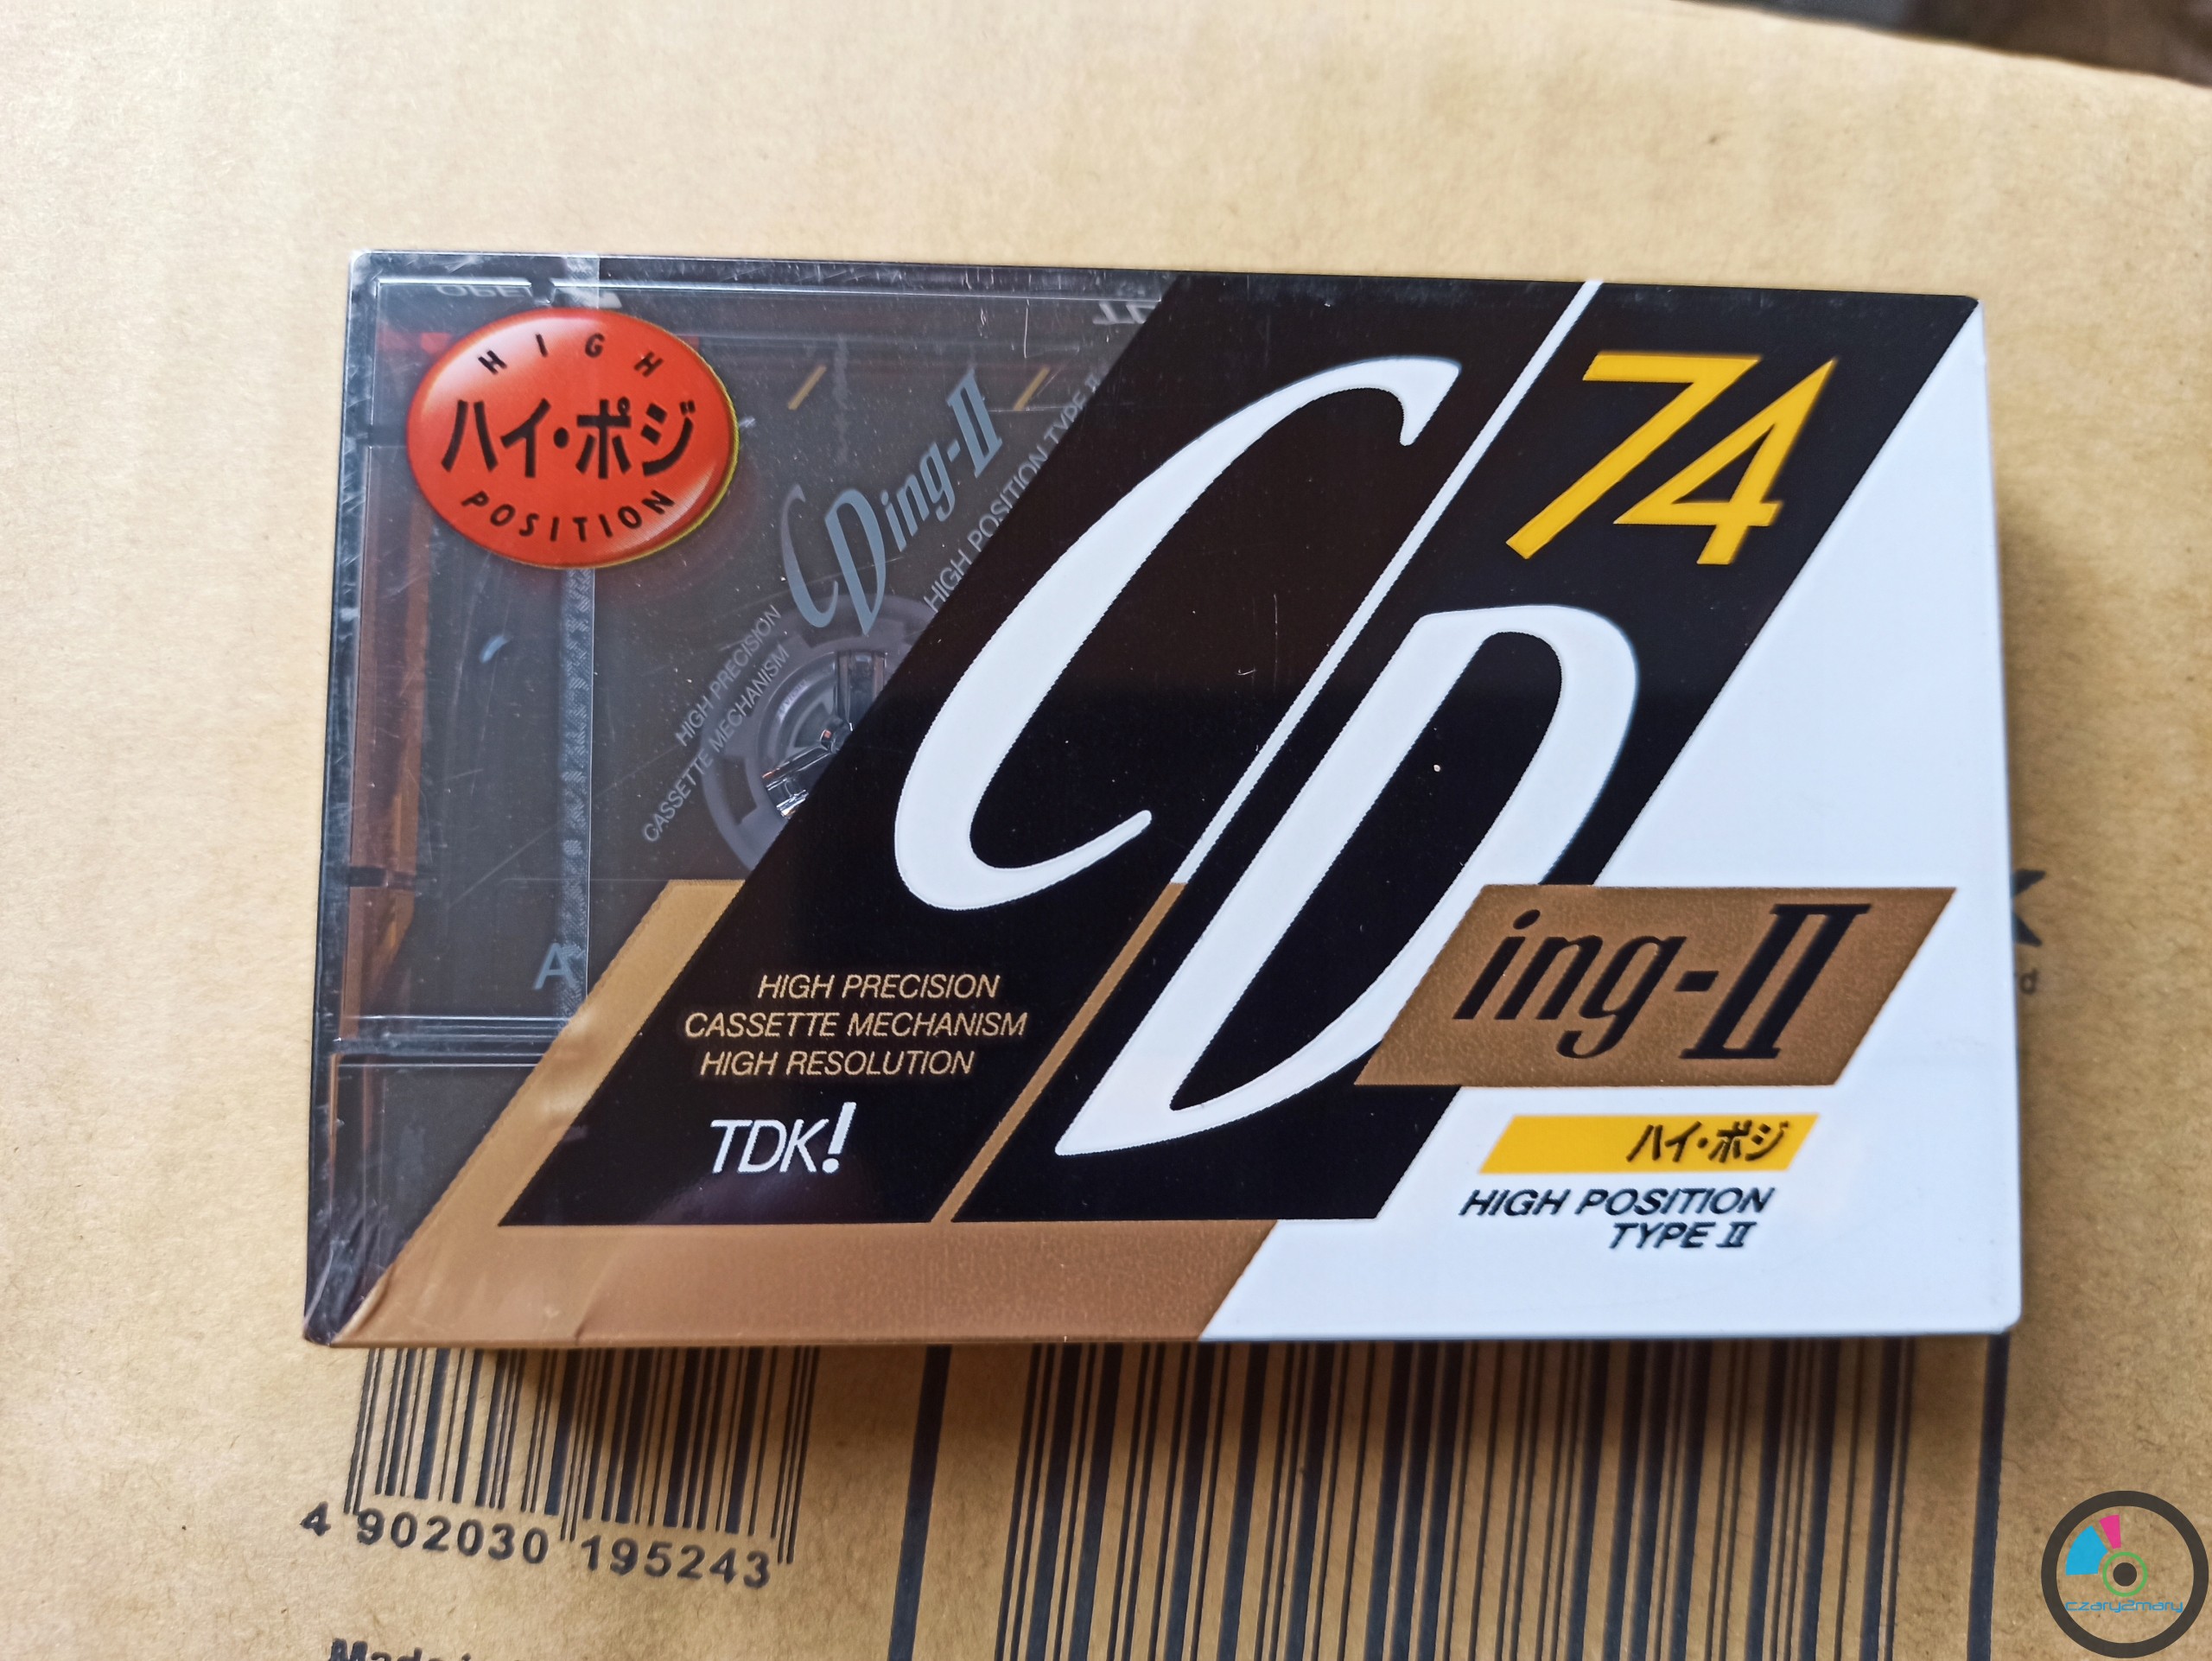 HIGH
ハイ・ポジ
POSITION
CDing-II
HIGH PRECISION
CASSETTE MECHANISM
HIGH POSITION TYPE II
A
74
CD
ing-II
HIGH PRECISION
CASSETTE MECHANISM
HIGH RESOLUTION
TDK!
ハイ・ポジ
HIGH POSITION
TYPE II
4 902030 195243
czary2mary